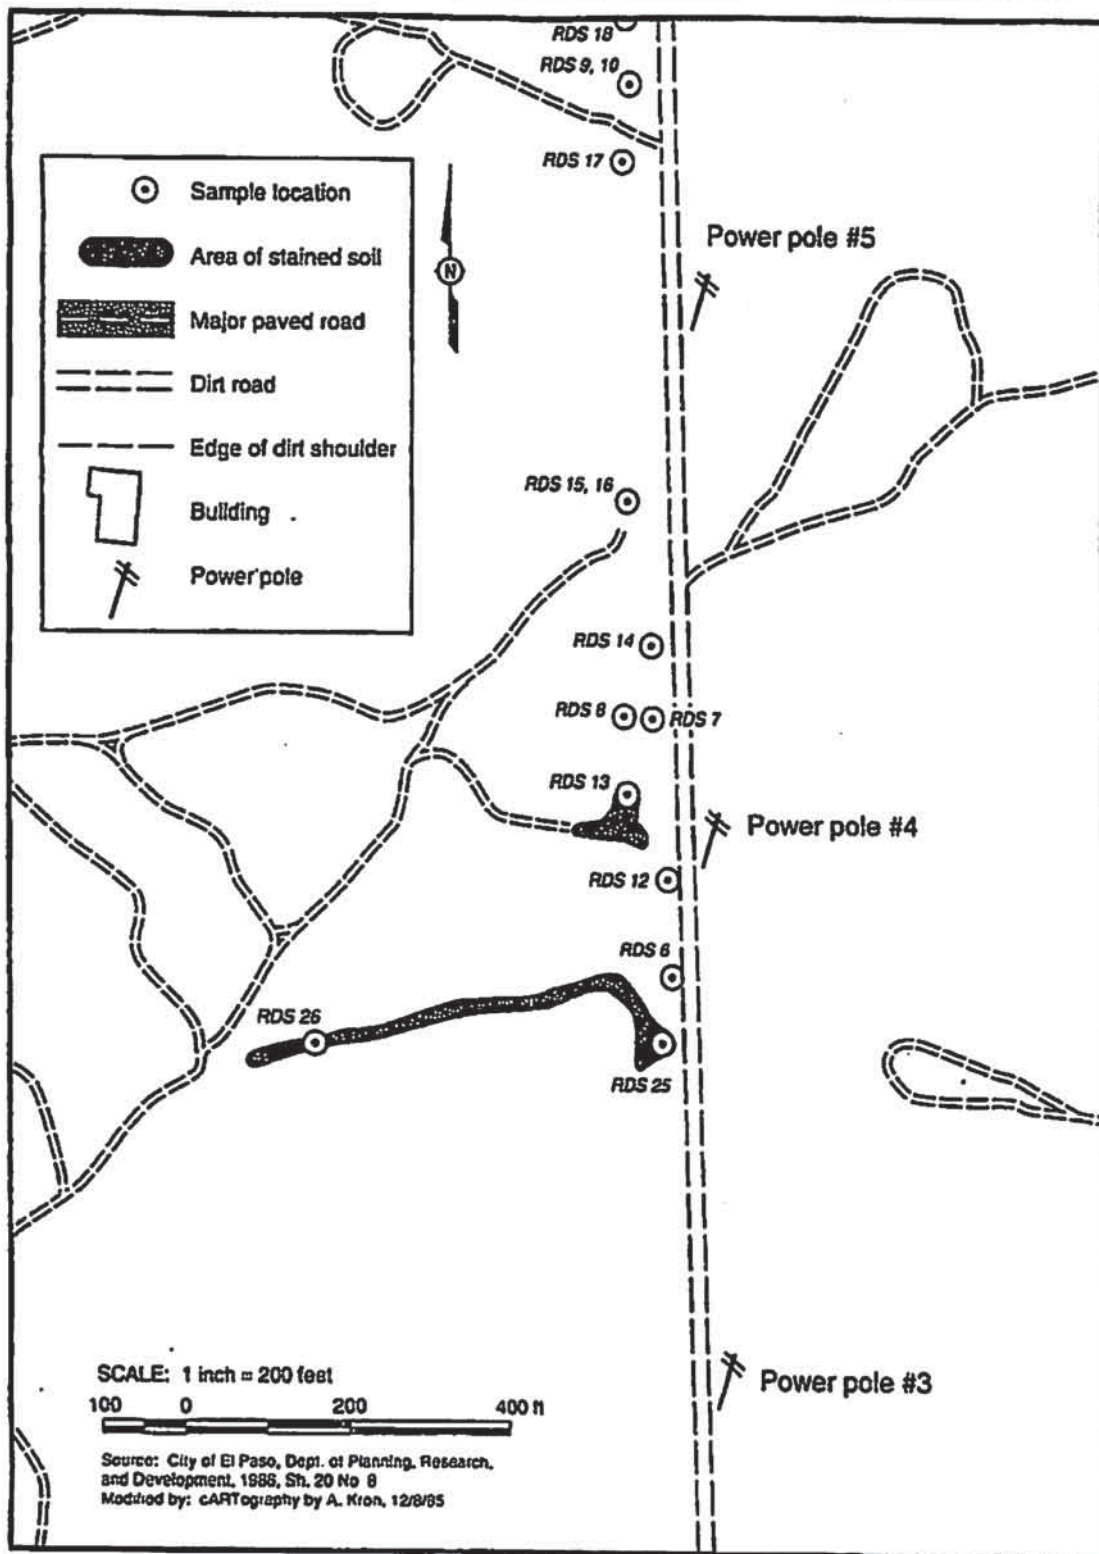 RDS 18
RDS 9, 10
RDS 17
Sample location
Area of stained soil
Major paved road
Dirt road
Edge of dirt shoulder
Building
Power pole
N
Power pole #5
RDS 15, 16
RDS 14
RDS 8
RDS 7
RDS 13
Power pole #4
RDS 12
RDS 6
RDS 26
RDS 25
Power pole #3
SCALE: 1 inch = 200 feet
100 0 200 400 ft
Source: City of El Paso, Dept. of Planning, Research,
and Development, 1986, Sh. 20 No 8
Modified by: cARTography by A. Kron, 12/8/95